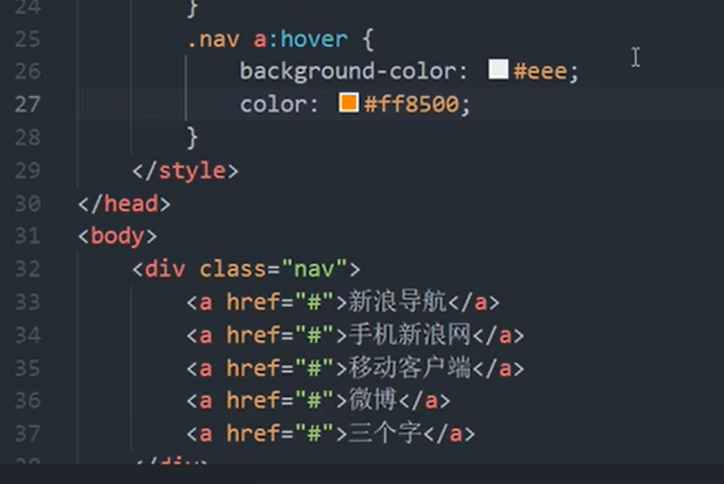 24 }
25 .nav a:hover {
26 background-color: #eee;
27 color: #ff8500;
28 }
29 </style>
30 </head>
31 <body>
32 <div class="nav">
33 <a href="#">新浪导航</a>
34 <a href="#">手机新浪网</a>
35 <a href="#">移动客户端</a>
36 <a href="#">微博</a>
37 <a href="#">三个字</a>
38 </div>